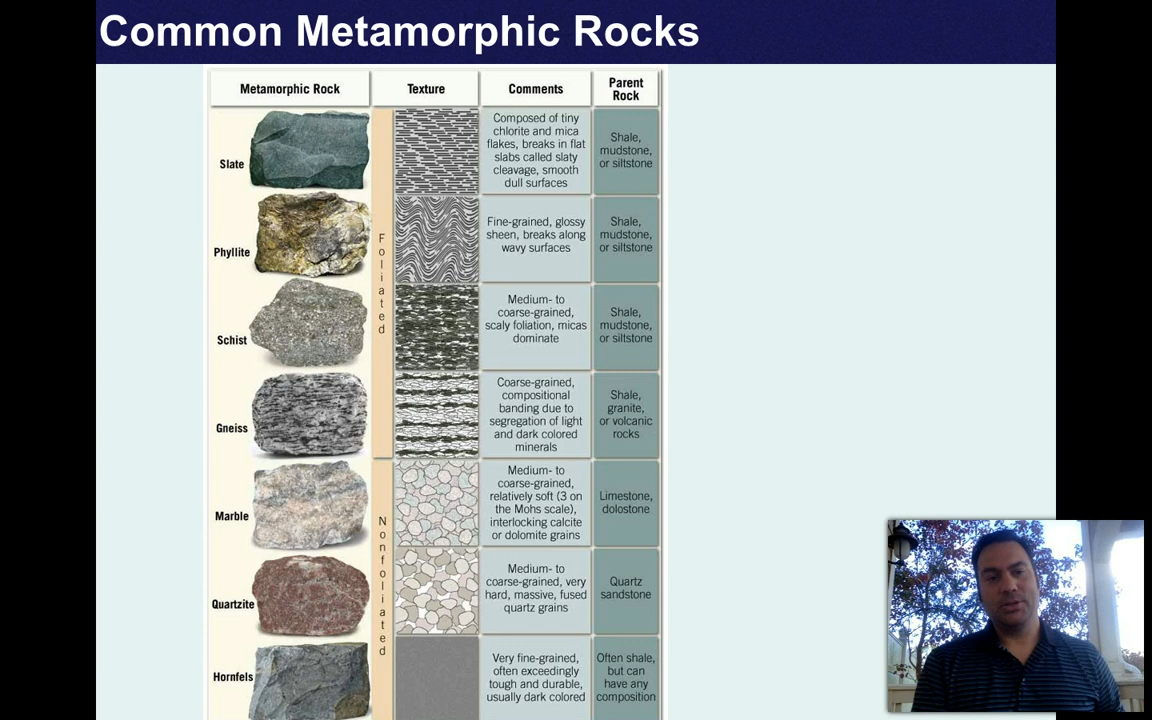 Common Metamorphic Rocks
Metamorphic Rock
Texture
Comments
Parent
Rock
Foliated
Slate
Composed of tiny
chlorite and mica
flakes, breaks in flat
slabs called slaty
cleavage, smooth
dull surfaces
Shale,
mudstone,
or siltstone
Phyllite
Fine-grained, glossy
sheen, breaks along
wavy surfaces
Shale,
mudstone,
or siltstone
Schist
Medium- to
coarse-grained,
scaly foliation, micas
dominate
Shale,
mudstone,
or siltstone
Gneiss
Coarse-grained,
compositional
banding due to
segregation of light
and dark colored
minerals
Shale,
granite,
or volcanic
rocks
Nonfoliated
Marble
Medium- to
coarse-grained,
relatively soft (3 on
the Mohs scale),
interlocking calcite
or dolomite grains
Limestone,
dolostone
Quartzite
Medium- to
coarse-grained, very
hard, massive, fused
quartz grains
Quartz
sandstone
Hornfels
Very fine-grained,
often exceedingly
tough and durable,
usually dark colored
Often shale,
but can
have any
composition